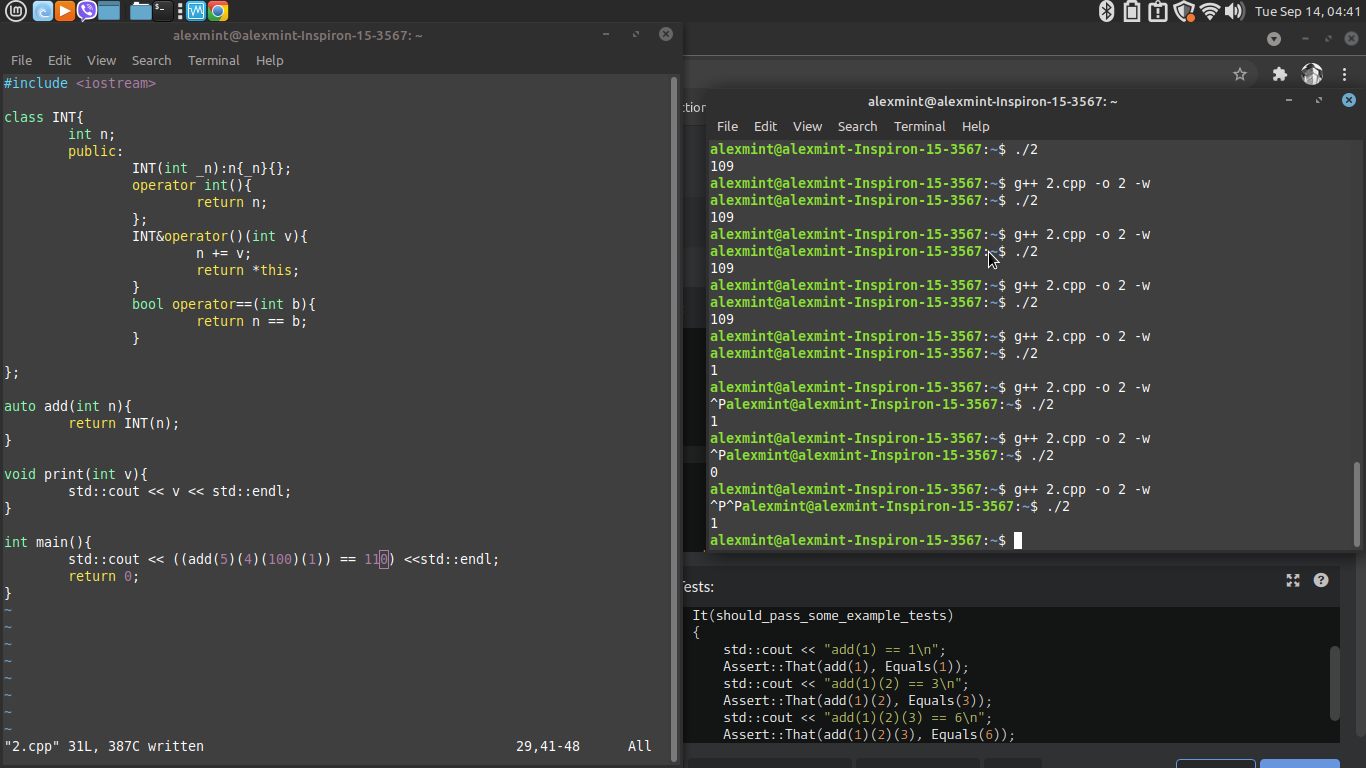 Tue Sep 14, 04:41
alexmint@alexmint-Inspiron-15-3567: ~
File Edit View Search Terminal Help
#include <iostream>
class INT{
int n;
public:
INT(int _n):n{_n}{};
operator int(){
return n;
};
INT&operator()(int v){
n += v;
return *this;
}
bool operator==(int b){
return n == b;
}
};
auto add(int n){
return INT(n);
}
void print(int v){
std::cout << v << std::endl;
}
int main(){
std::cout << ((add(5)(4)(100)(1)) == 110) <<std::endl;
return 0;
}
~
~
~
~
~
~
~
~
"2.cpp" 31L, 387C written 29,41-48 All
ction
alexmint@alexmint-Inspiron-15-3567: ~
File Edit View Search Terminal Help
alexmint@alexmint-Inspiron-15-3567:~$ ./2
109
alexmint@alexmint-Inspiron-15-3567:~$ g++ 2.cpp -o 2 -w
alexmint@alexmint-Inspiron-15-3567:~$ ./2
109
alexmint@alexmint-Inspiron-15-3567:~$ g++ 2.cpp -o 2 -w
alexmint@alexmint-Inspiron-15-3567:~$ ./2
109
alexmint@alexmint-Inspiron-15-3567:~$ g++ 2.cpp -o 2 -w
alexmint@alexmint-Inspiron-15-3567:~$ ./2
109
alexmint@alexmint-Inspiron-15-3567:~$ g++ 2.cpp -o 2 -w
alexmint@alexmint-Inspiron-15-3567:~$ ./2
1
alexmint@alexmint-Inspiron-15-3567:~$ g++ 2.cpp -o 2 -w
^Palexmint@alexmint-Inspiron-15-3567:~$ ./2
1
alexmint@alexmint-Inspiron-15-3567:~$ g++ 2.cpp -o 2 -w
^Palexmint@alexmint-Inspiron-15-3567:~$ ./2
0
alexmint@alexmint-Inspiron-15-3567:~$ g++ 2.cpp -o 2 -w
^P^Palexmint@alexmint-Inspiron-15-3567:~$ ./2
1
alexmint@alexmint-Inspiron-15-3567:~$
ests:
It(should_pass_some_example_tests)
{
std::cout << "add(1) == 1\n";
Assert::That(add(1), Equals(1));
std::cout << "add(1)(2) == 3\n";
Assert::That(add(1)(2), Equals(3));
std::cout << "add(1)(2)(3) == 6\n";
Assert::That(add(1)(2)(3), Equals(6));